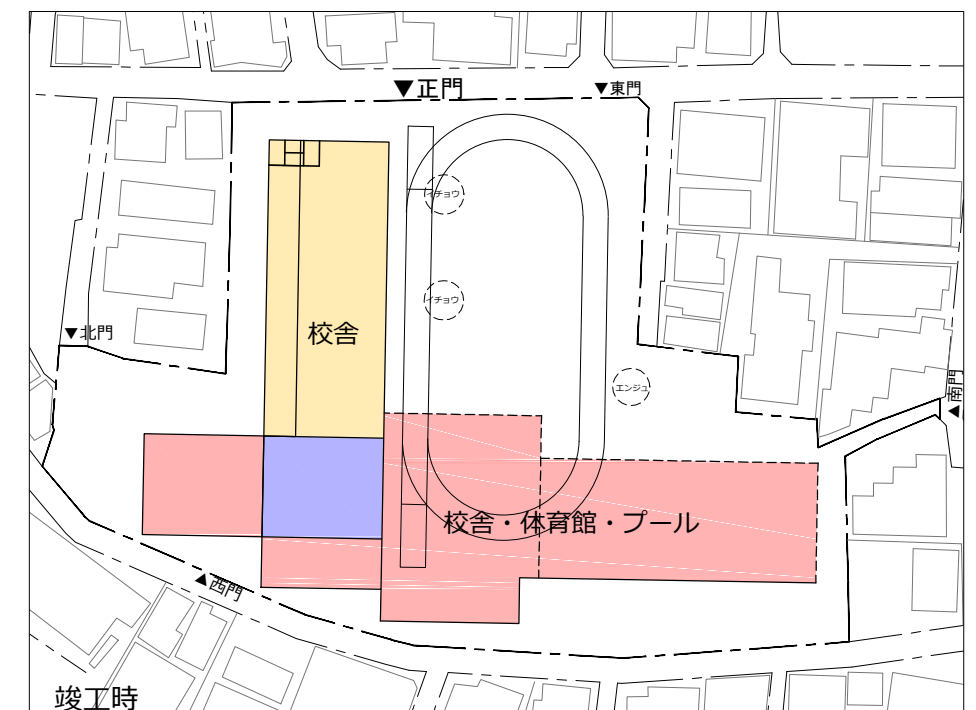 ▼正門
▼東門
イチョウ
イチョウ
校舎
▼北門
エンジュ
▲南門
校舎・体育館・プール
▲西門
竣工時